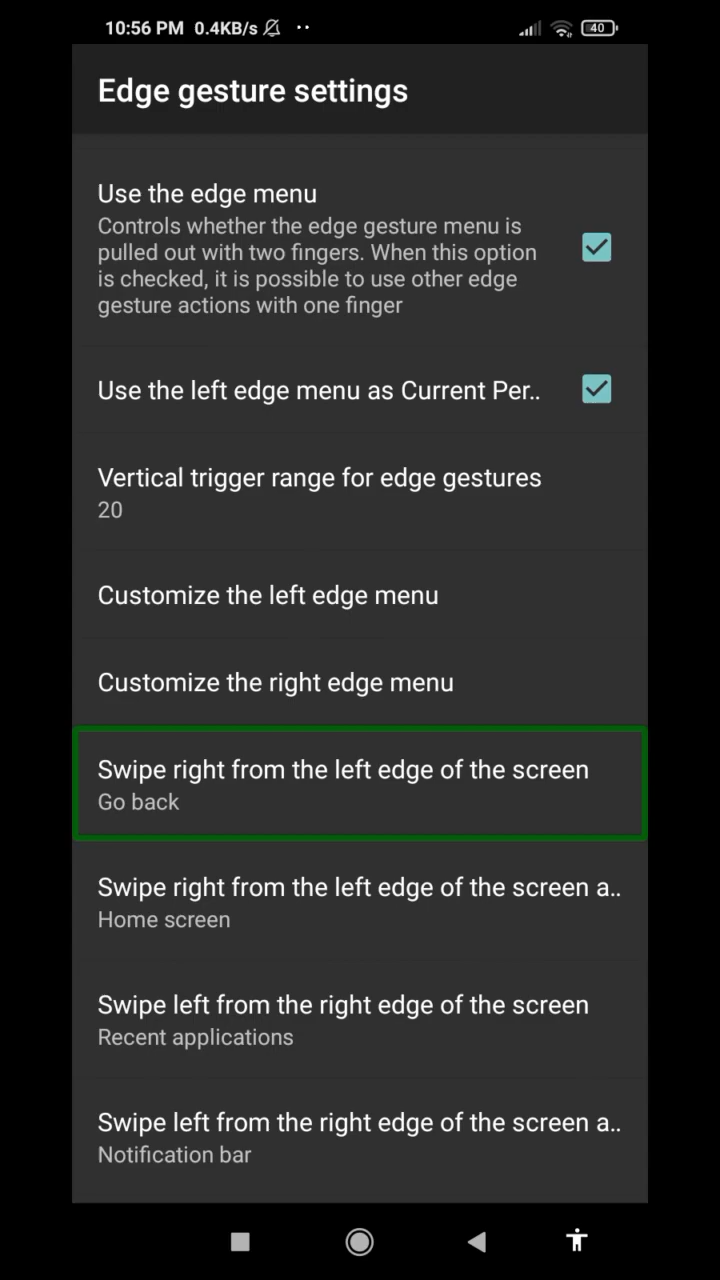 10:56 PM 0.4KB/s 40
Edge gesture settings
Use the edge menu
Controls whether the edge gesture menu is
pulled out with two fingers. When this option
is checked, it is possible to use other edge
gesture actions with one finger
Use the left edge menu as Current Per..
Vertical trigger range for edge gestures
20
Customize the left edge menu
Customize the right edge menu
Swipe right from the left edge of the screen
Go back
Swipe right from the left edge of the screen a..
Home screen
Swipe left from the right edge of the screen
Recent applications
Swipe left from the right edge of the screen a..
Notification bar